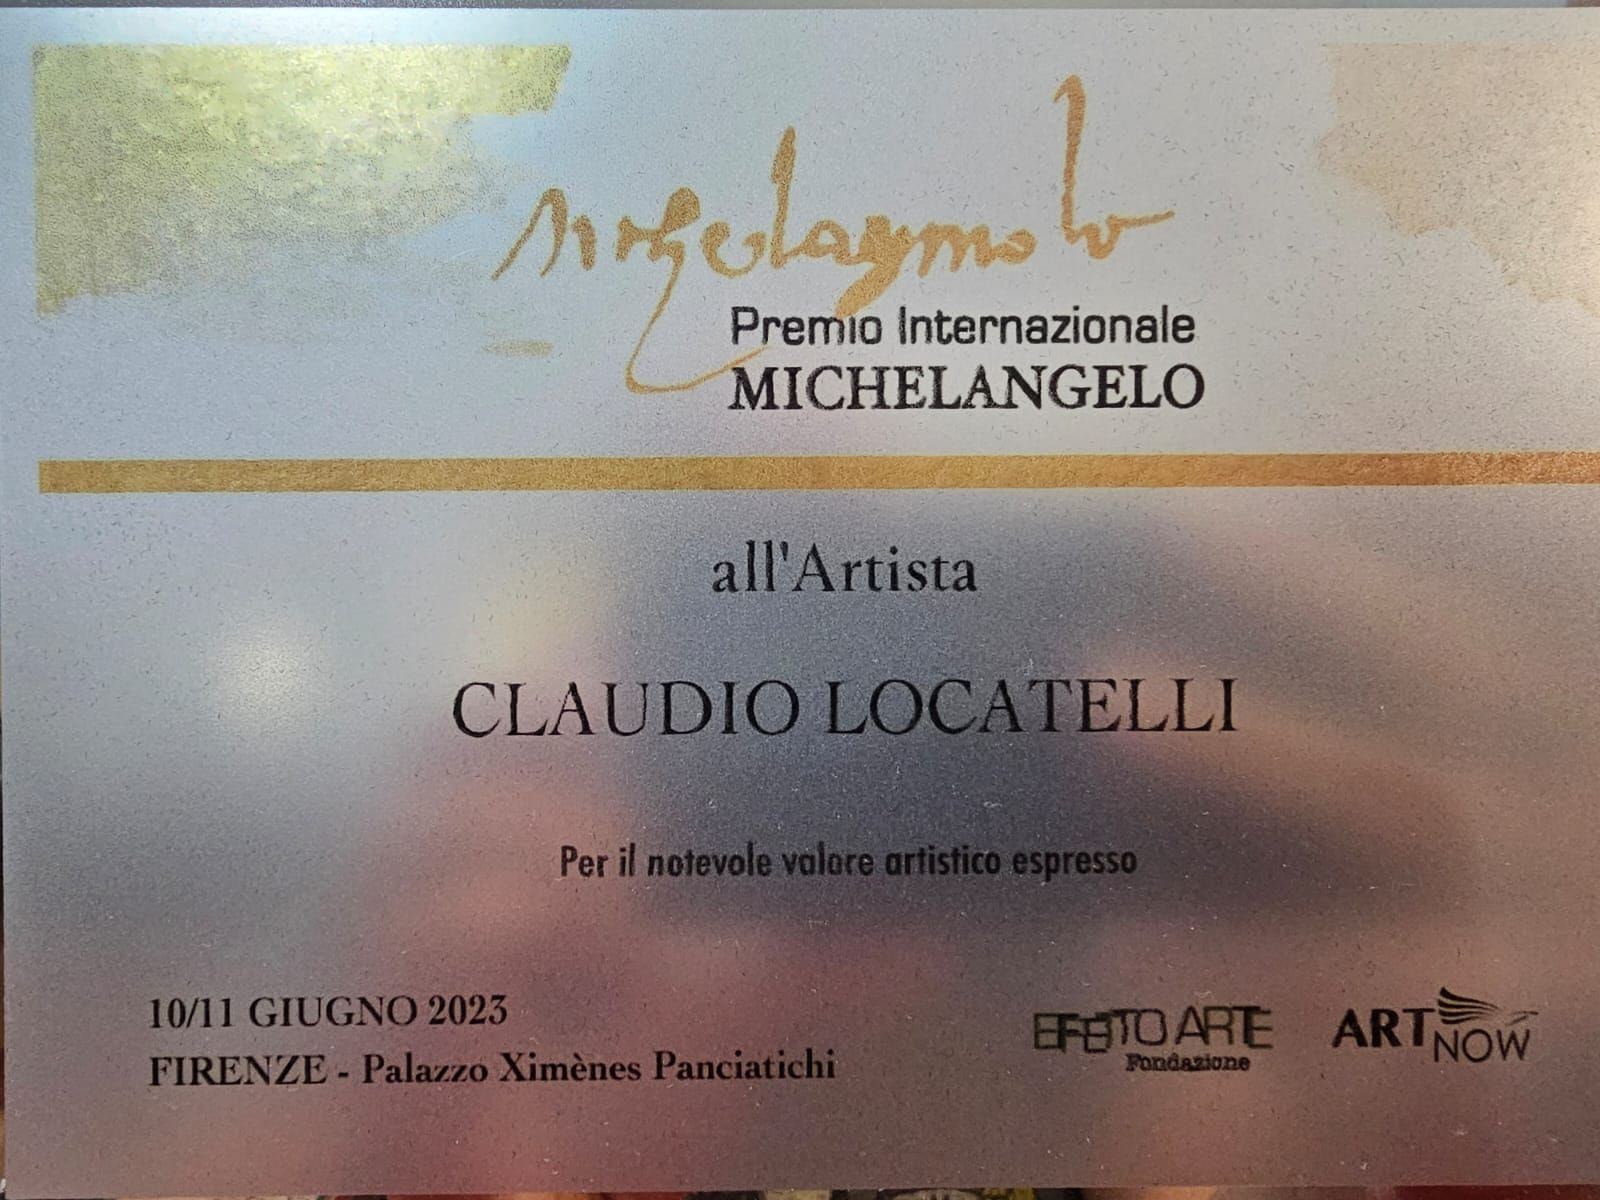 Michelagniolo
Premio Internazionale
MICHELANGELO
all'Artista
CLAUDIO LOCATELLI
Per il notevole valore artistico espresso
10/11 GIUGNO 2023
FIRENZE - Palazzo Ximènes Panciatichi
EFFETTO ARTE
Fondazione
ART NOW